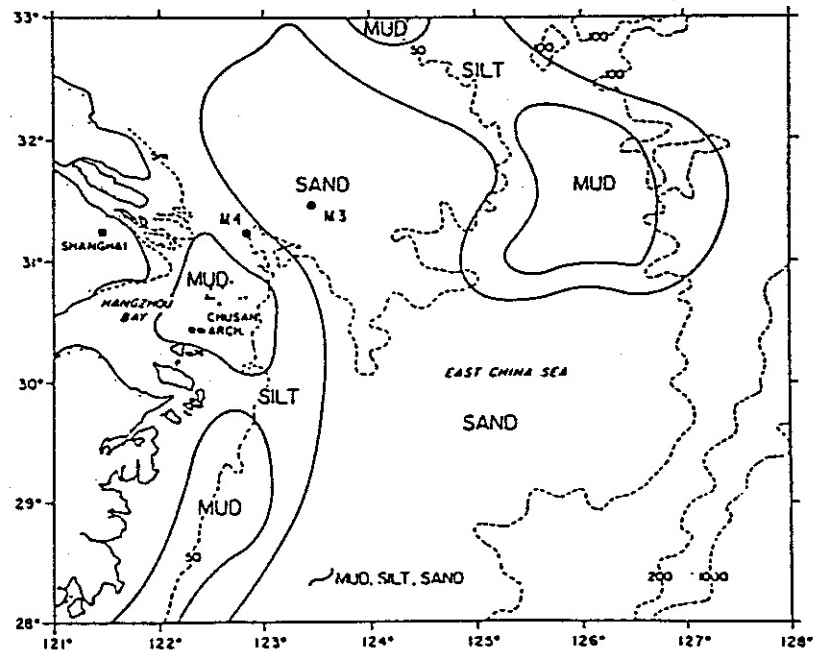 33°
MUD
50
100
100
SILT
100
32°
SAND
MUD
M4
M3
SHANGHAI
31°
MUD
HANGZHOU
BAY
CHUSAN
ARCH.
30°
EAST CHINA SEA
SILT
SAND
29°
MUD
50
MUD, SILT, SAND
200
1000
28°
121°
122°
123°
124°
125°
126°
127°
128°